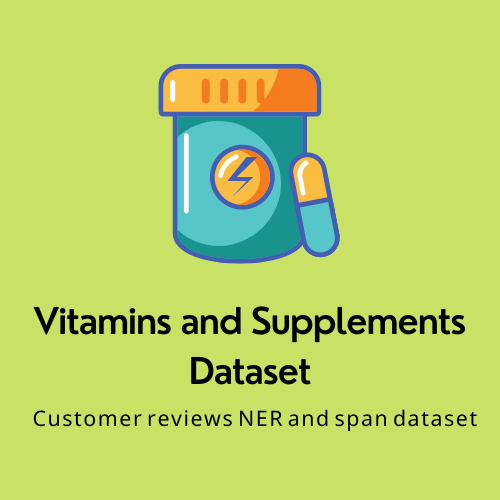 Vitamins and Supplements
Dataset
Customer reviews NER and span dataset